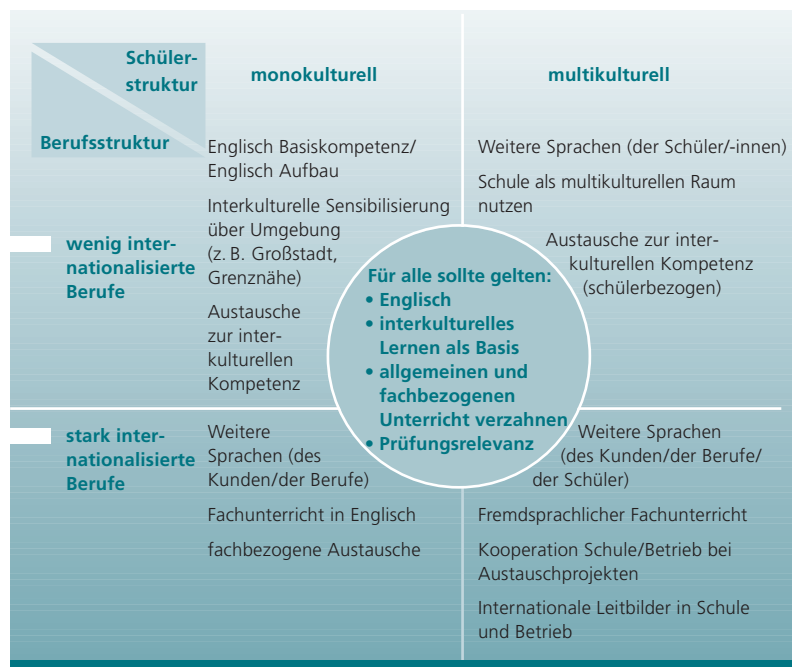 Schüler-
struktur
Berufsstruktur
monokulturell
multikulturell
wenig inter-
nationalisierte
Berufe
Englisch Basiskompetenz/
Englisch Aufbau
Interkulturelle Sensibilisierung
über Umgebung
(z. B. Großstadt,
Grenznähe)
Austausche
zur inter-
kulturellen
Kompetenz
Weitere Sprachen (der Schüler/-innen)
Schule als multikulturellen Raum
nutzen
Austausche zur inter-
kulturellen Kompetenz
(schülerbezogen)
Für alle sollte gelten:
• Englisch
• interkulturelles
Lernen als Basis
• allgemeinen und
fachbezogenen
Unterricht verzahnen
• Prüfungsrelevanz
stark inter-
nationalisierte
Berufe
Weitere
Sprachen (des
Kunden/der Berufe)
Fachunterricht in Englisch
fachbezogene Austausche
Weitere Sprachen
(des Kunden/der Berufe/
der Schüler)
Fremdsprachlicher Fachunterricht
Kooperation Schule/Betrieb bei
Austauschprojekten
Internationale Leitbilder in Schule
und Betrieb